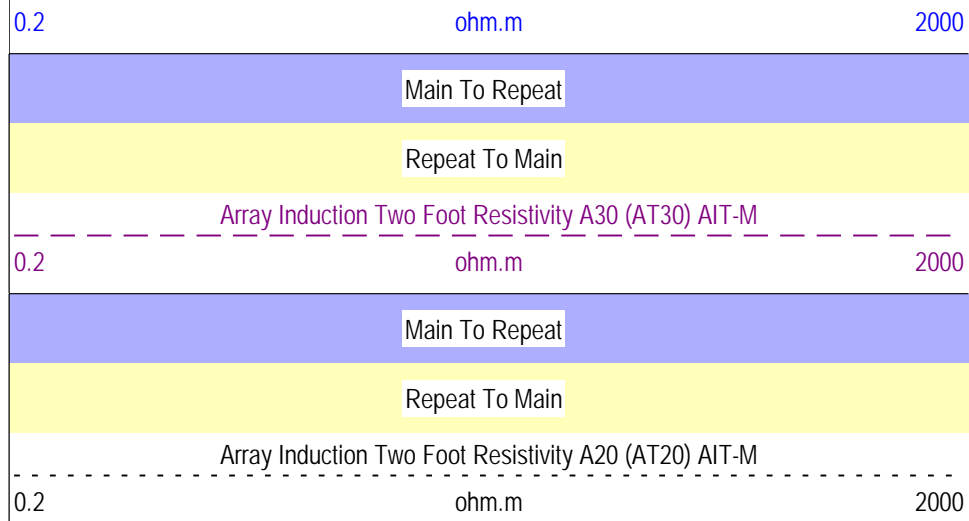 0.2 ohm.m 2000
Main To Repeat
Repeat To Main
Array Induction Two Foot Resistivity A30 (AT30) AIT-M
0.2 ohm.m 2000
Main To Repeat
Repeat To Main
Array Induction Two Foot Resistivity A20 (AT20) AIT-M
0.2 ohm.m 2000